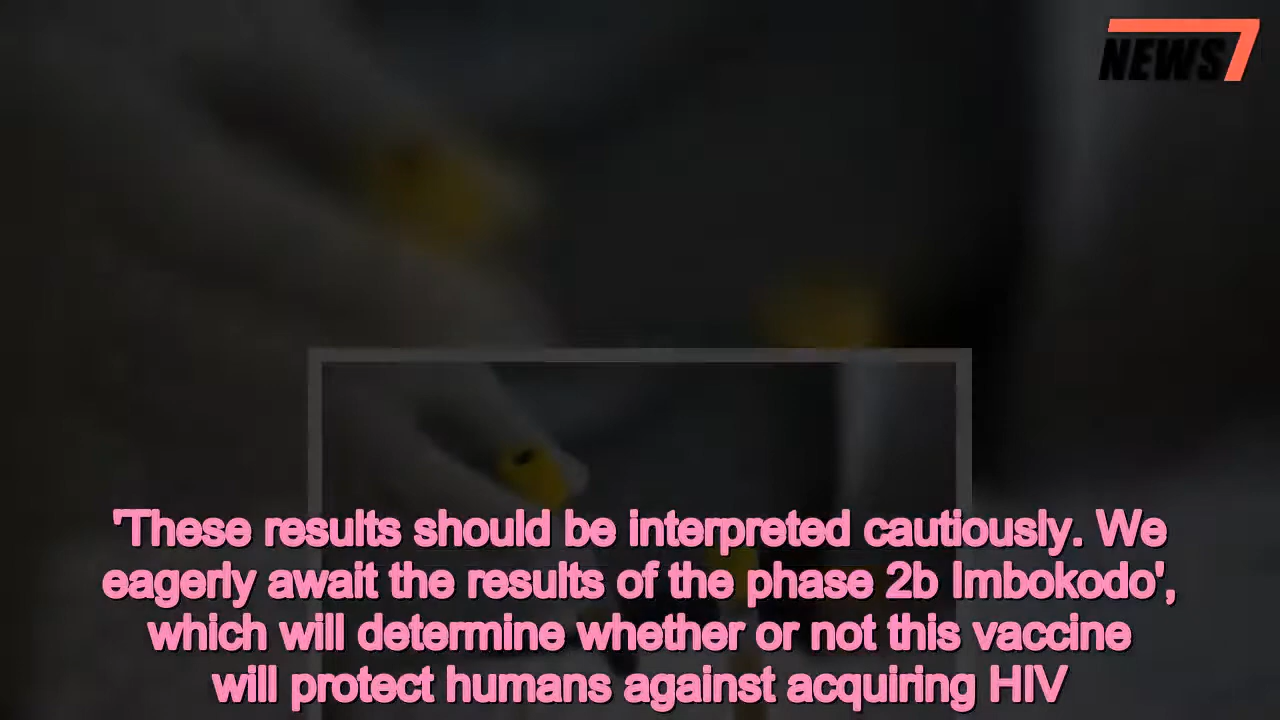 NEWS7
'These results should be interpreted cautiously. We
eagerly await the results of the phase 2b Imbokodo',
which will determine whether or not this vaccine
will protect humans against acquiring HIV